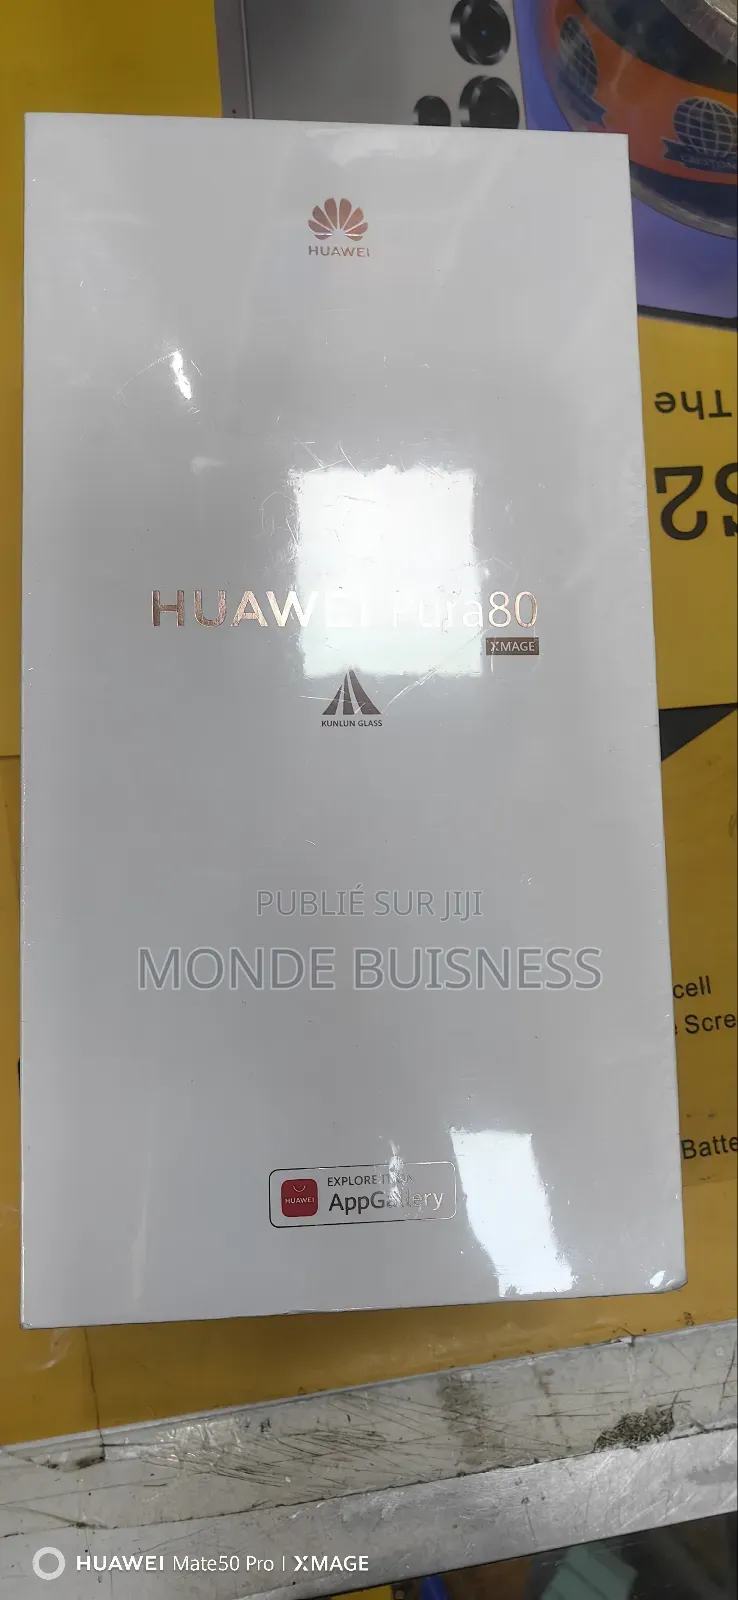 HUAWEI
HUAWEI Pura80
XMAGE
KUNLUN GLASS
PUBLIÉ SUR JIJI
MONDE BUISNESS
EXPLORE IT ON
HUAWEI
AppGallery
The
cell
Scre
Batte
HUAWEI Mate50 Pro | XMAGE